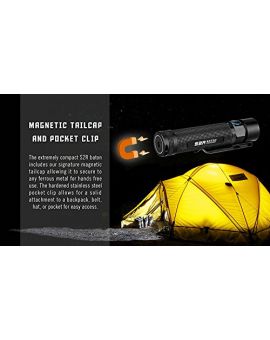 MAGNETIC TAILCAP
AND POCKET CLIP
The extremely compact S2R baton
includes our signature magnetic
tailcap allowing it to secure to
any ferrous metal for hands free
use. The hardened stainless steel
pocket clip allows for a solid
attachment to a backpack, belt,
hat, or pocket for easy access.
S2R